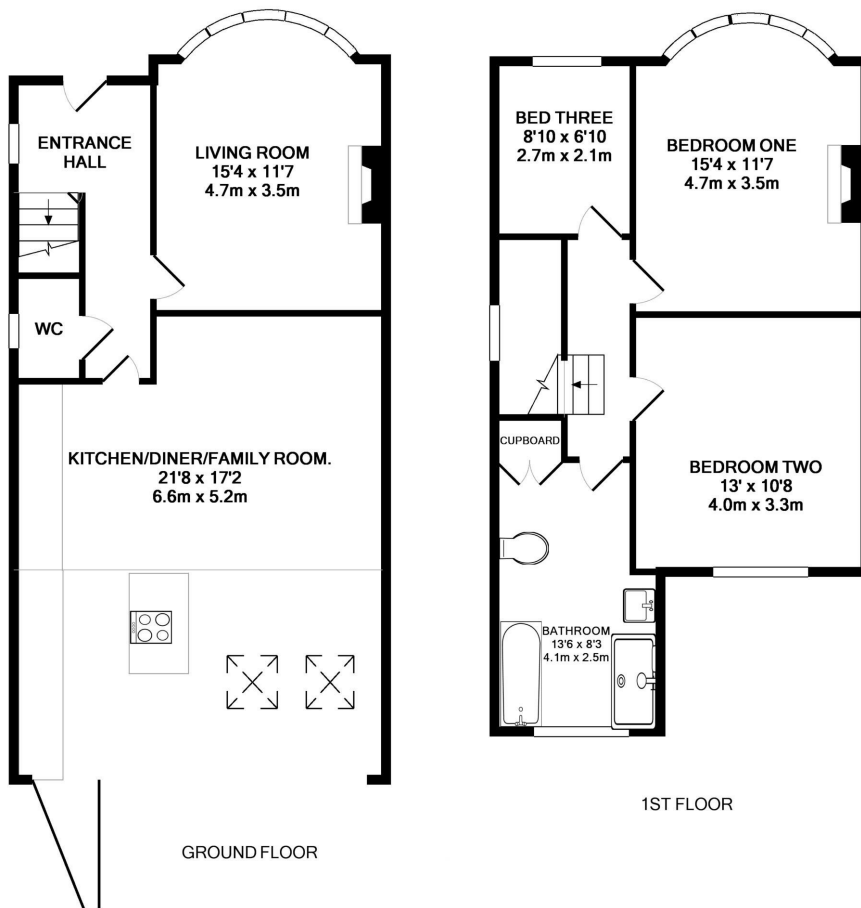 ENTRANCE
HALL
LIVING ROOM
15'4 x 11'7
4.7m x 3.5m
WC
KITCHEN/DINER/FAMILY ROOM.
21'8 x 17'2
6.6m x 5.2m
GROUND FLOOR
BED THREE
8'10 x 6'10
2.7m x 2.1m
BEDROOM ONE
15'4 x 11'7
4.7m x 3.5m
CUPBOARD
BEDROOM TWO
13' x 10'8
4.0m x 3.3m
BATHROOM
13'6 x 8'3
4.1m x 2.5m
1ST FLOOR